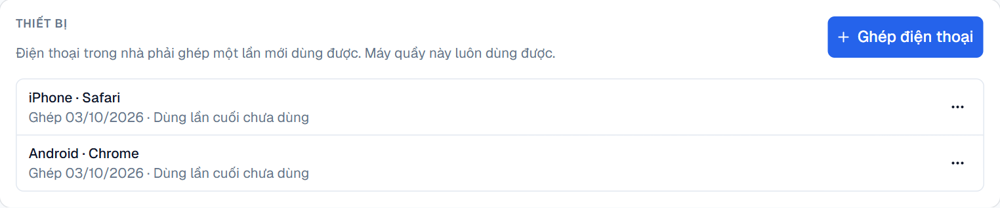 THIẾT BỊ
Điện thoại trong nhà phải ghép một lần mới dùng được. Máy quầy này luôn dùng được.
+ Ghép điện thoại
iPhone · Safari
Ghép 03/10/2026 · Dùng lần cuối chưa dùng
Android · Chrome
Ghép 03/10/2026 · Dùng lần cuối chưa dùng